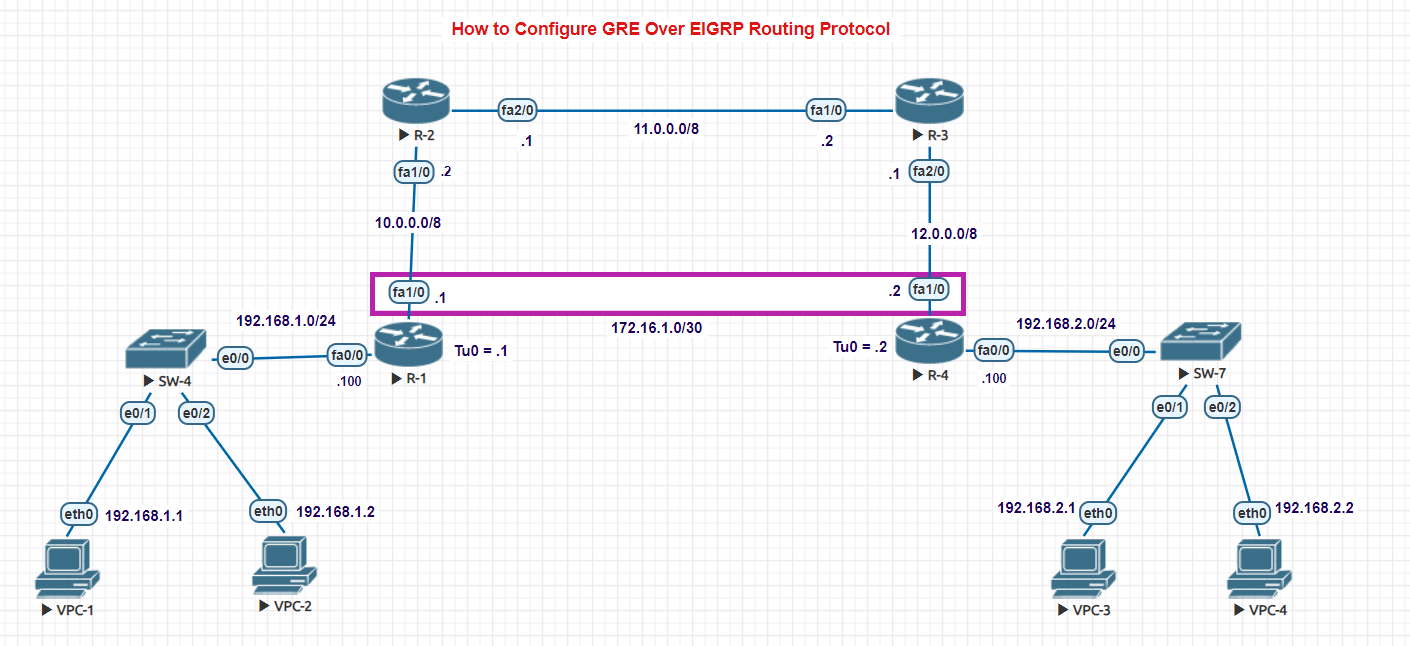 How to Configure GRE Over EIGRP Routing Protocol
R-2
fa2/0
.1
11.0.0.0/8
fa1/0
.2
R-3
fa1/0
.2
fa2/0
.1
10.0.0.0/8
12.0.0.0/8
fa1/0
.1
.2
fa1/0
172.16.1.0/30
192.168.1.0/24
192.168.2.0/24
SW-4
e0/0
fa0/0
.100
R-1
Tu0 = .1
Tu0 = .2
R-4
fa0/0
.100
e0/0
SW-7
e0/1
e0/2
e0/1
e0/2
eth0
192.168.1.1
eth0
192.168.1.2
192.168.2.1
eth0
eth0
192.168.2.2
VPC-1
VPC-2
VPC-3
VPC-4